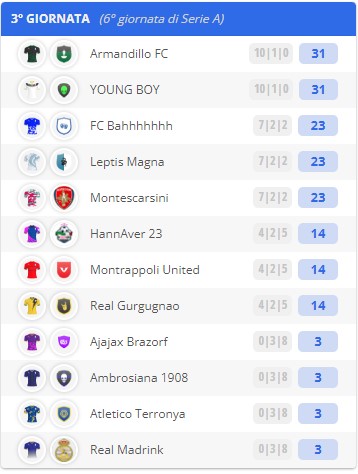 3º GIORNATA (6º giornata di Serie A)
Armandillo FC 10|1|0 31
YOUNG BOY 10|1|0 31
FC Bahhhhhhh 7|2|2 23
Leptis Magna 7|2|2 23
Montescarsini 7|2|2 23
HannAver 23 4|2|5 14
Montrappoli United 4|2|5 14
Real Gurgugnao 4|2|5 14
Ajajax Brazorf 0|3|8 3
Ambrosiana 1908 0|3|8 3
Atletico Terronya 0|3|8 3
Real Madrink 0|3|8 3